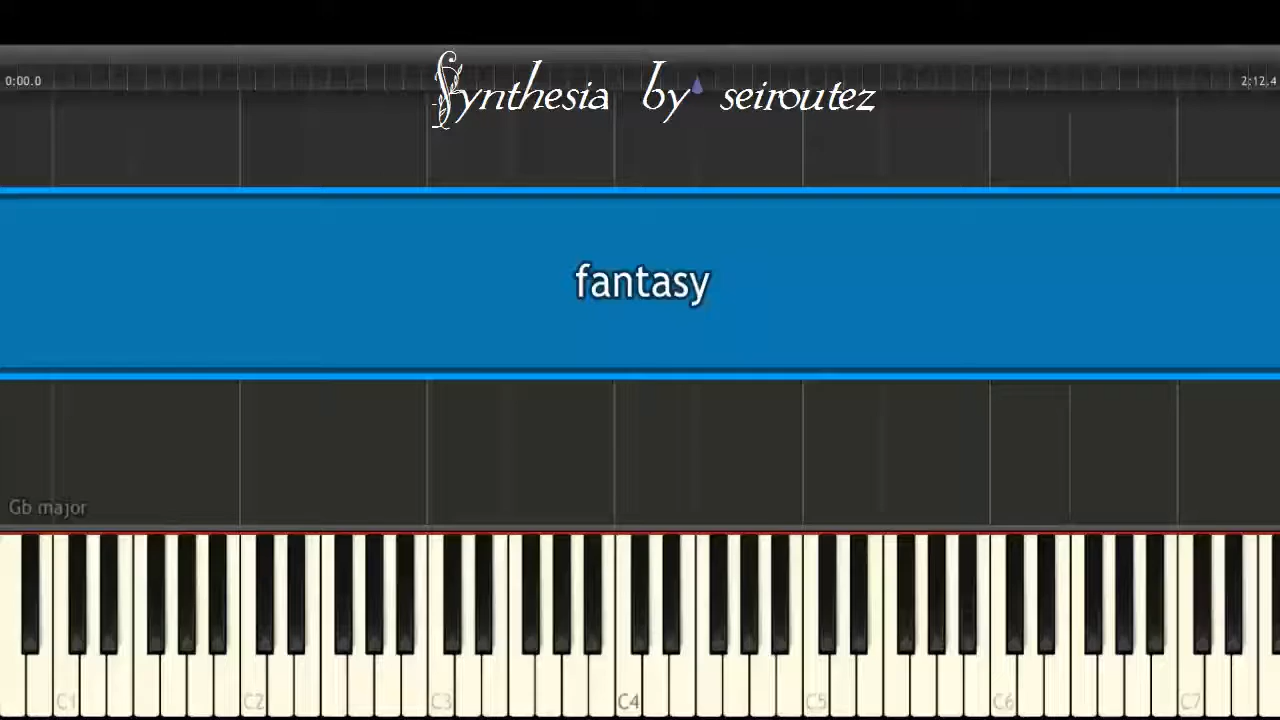 Synthesia by seiroutez
0:00.0
2:12.4
fantasy
Gb major
C1 C2 C3 C4 C5 C6 C7